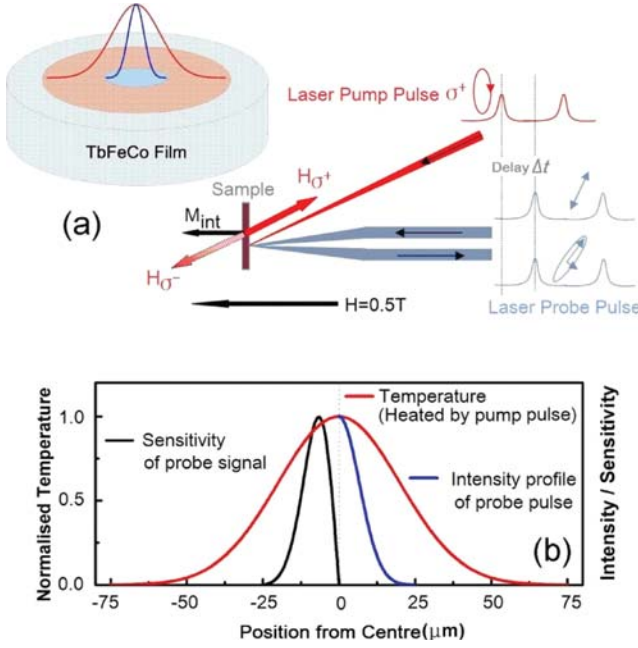 TbFeCo Film
Laser Pump Pulse σ⁺
Delay Δt
Hσ⁺
Sample
(a)
M_int
Hσ⁻
H=0.5T
Laser Probe Pulse
Normalised Temperature
1.0
0.5
0.0
Sensitivity
of probe signal
Temperature
(Heated by pump pulse)
Intensity profile
of probe pulse
(b)
Intensity / Sensitivity
-75 -50 -25 0 25 50 75
Position from Centre(μm)